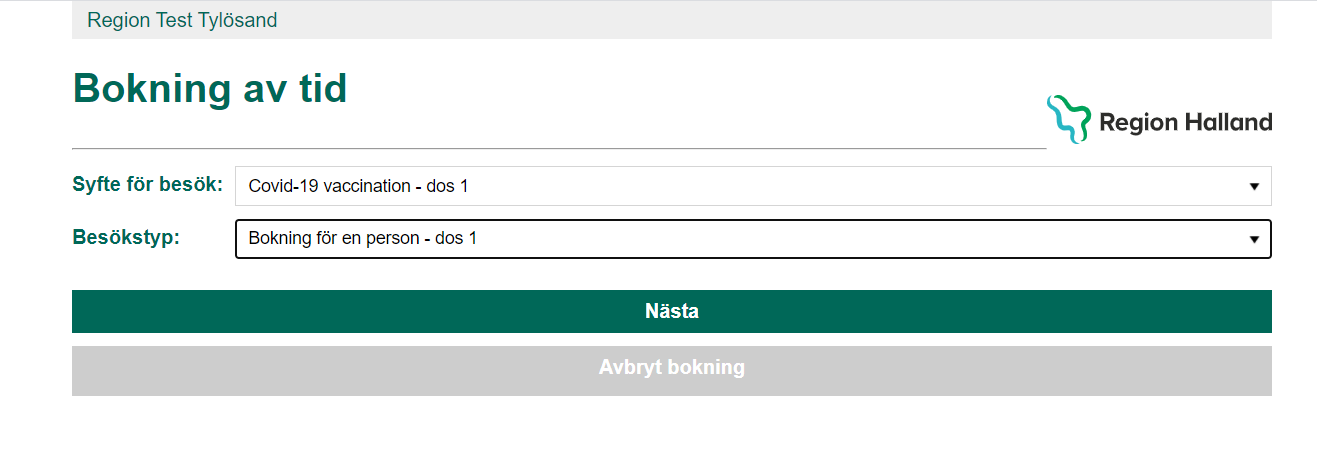 Region Test Tylösand
Bokning av tid
Region Halland
Syfte för besök: Covid-19 vaccination - dos 1
Besökstyp: Bokning för en person - dos 1
Nästa
Avbryt bokning